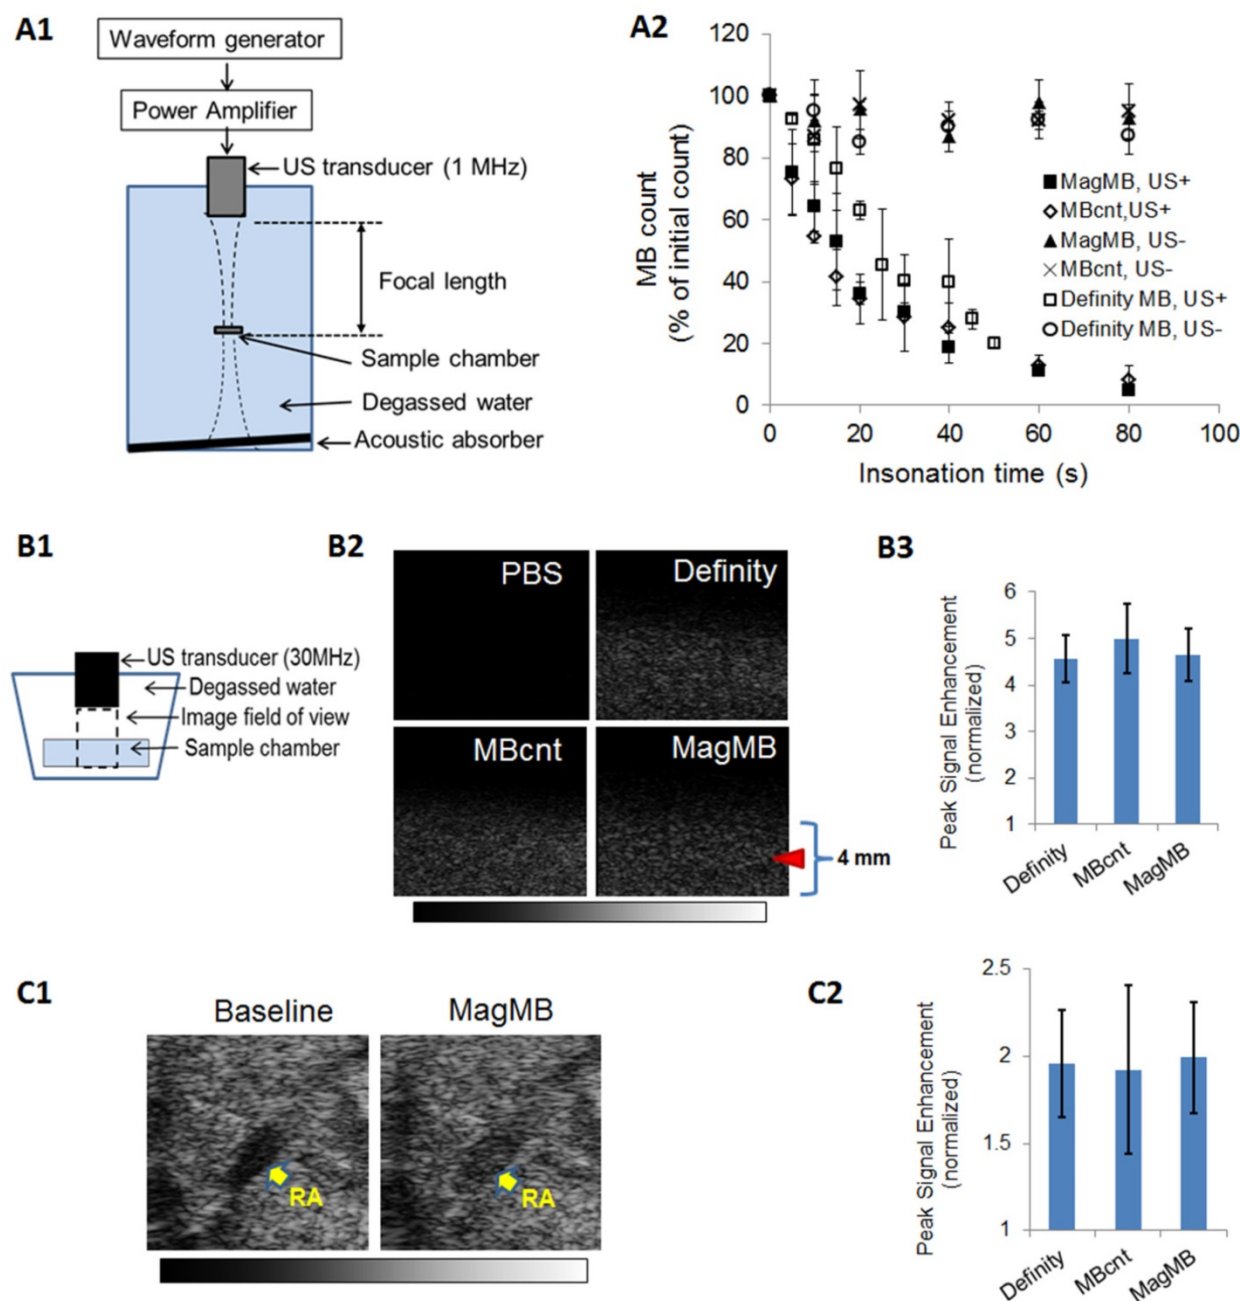 A1
Waveform generator
Power Amplifier
US transducer (1 MHz)
Focal length
Sample chamber
Degassed water
Acoustic absorber
A2
MB count
(% of initial count)
120
100
80
60
40
20
0
0 20 40 60 80 100
Insonation time (s)
MagMB, US+
MBcnt,US+
MagMB, US-
MBcnt, US-
Definity MB, US+
Definity MB, US-
B1
US transducer (30MHz)
Degassed water
Image field of view
Sample chamber
B2
PBS
Definity
MBcnt
MagMB
4 mm
B3
Peak Signal Enhancement
(normalized)
6
5
4
3
2
1
Definity MBcnt MagMB
C1
Baseline
MagMB
RA
RA
C2
Peak Signal Enhancement
(normalized)
2.5
2
1.5
1
Definity MBcnt MagMB